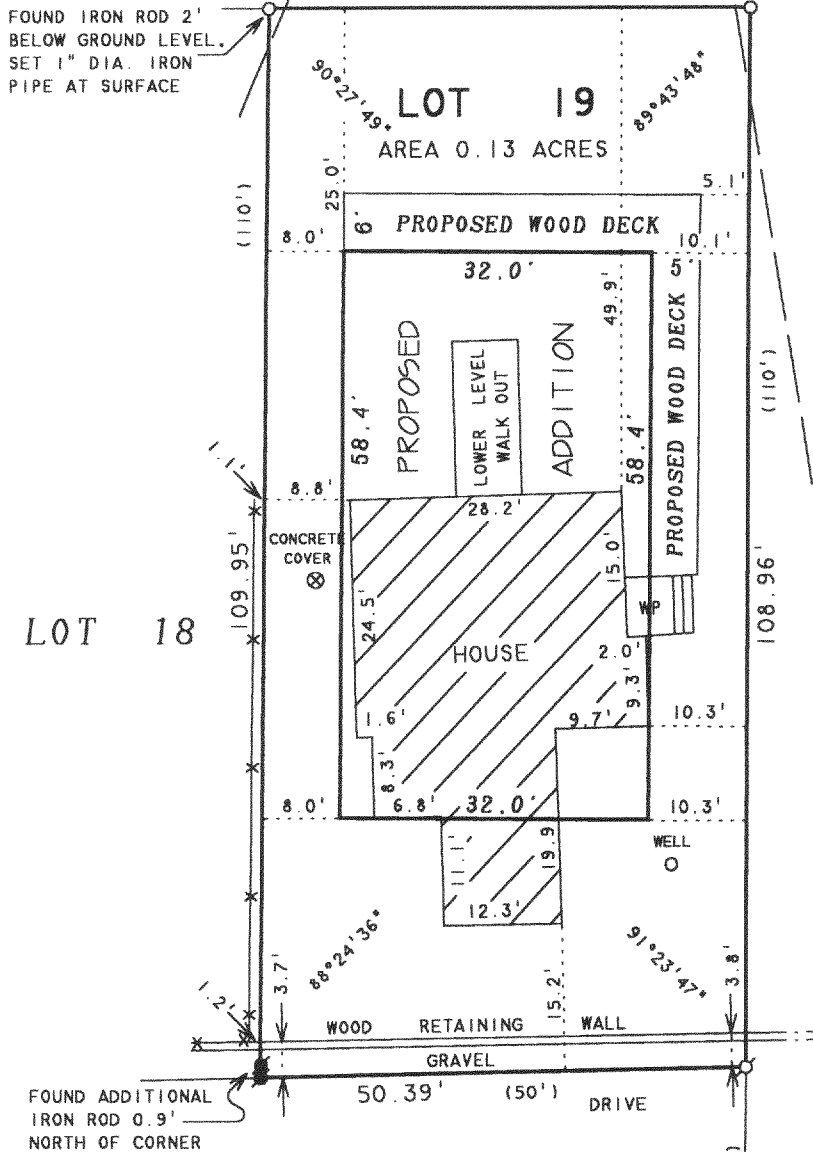 FOUND IRON ROD 2'
BELOW GROUND LEVEL.
SET 1" DIA. IRON
PIPE AT SURFACE
90°27'49"
LOT 19
89°43'48"
AREA 0.13 ACRES
(110')
25.0'
5.1'
6'
PROPOSED WOOD DECK
8.0'
10.1'
32.0'
5'
49.9'
PROPOSED WOOD DECK
(110')
58.4'
PROPOSED
LOWER LEVEL
WALK OUT
ADDITION
58.4'
1.1'
8.8'
28.2'
CONCRETE
COVER
109.95'
15.0'
108.96'
24.5'
WP
LOT 18
HOUSE
2.0'
9.3'
1.6'
9.7'
10.3'
8.3'
8.0'
6.8'
32.0'
10.3'
11.1'
19.9
WELL
12.3'
88°24'36"
91°23'47"
3.7'
15.2'
3.8'
1.2'
WOOD RETAINING WALL
GRAVEL
50.39'
(50')
DRIVE
FOUND ADDITIONAL
IRON ROD 0.9'
NORTH OF CORNER
)